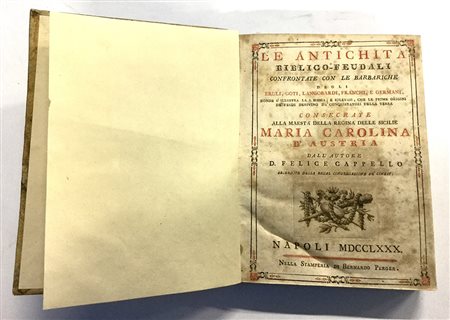 LE ANTICHITA
BIBLICO-FEUDALI
CONFRONTATE CON LE BARBARICHE
DEGLI
ERULI, GOTI, LANGOBARDI, FRANCHI, E GERMANI,
CONSECRATE
ALLA MAESTÀ DELLA REGINA DELLE SICILIE
MARIA CAROLINA
D'AUSTRIA
DALL'AUTORE
D. FELICE CAPPELLO
NAPOLI MDCCLXXX.
NELLA STAMPERIA DI BERNARDO PERGER.